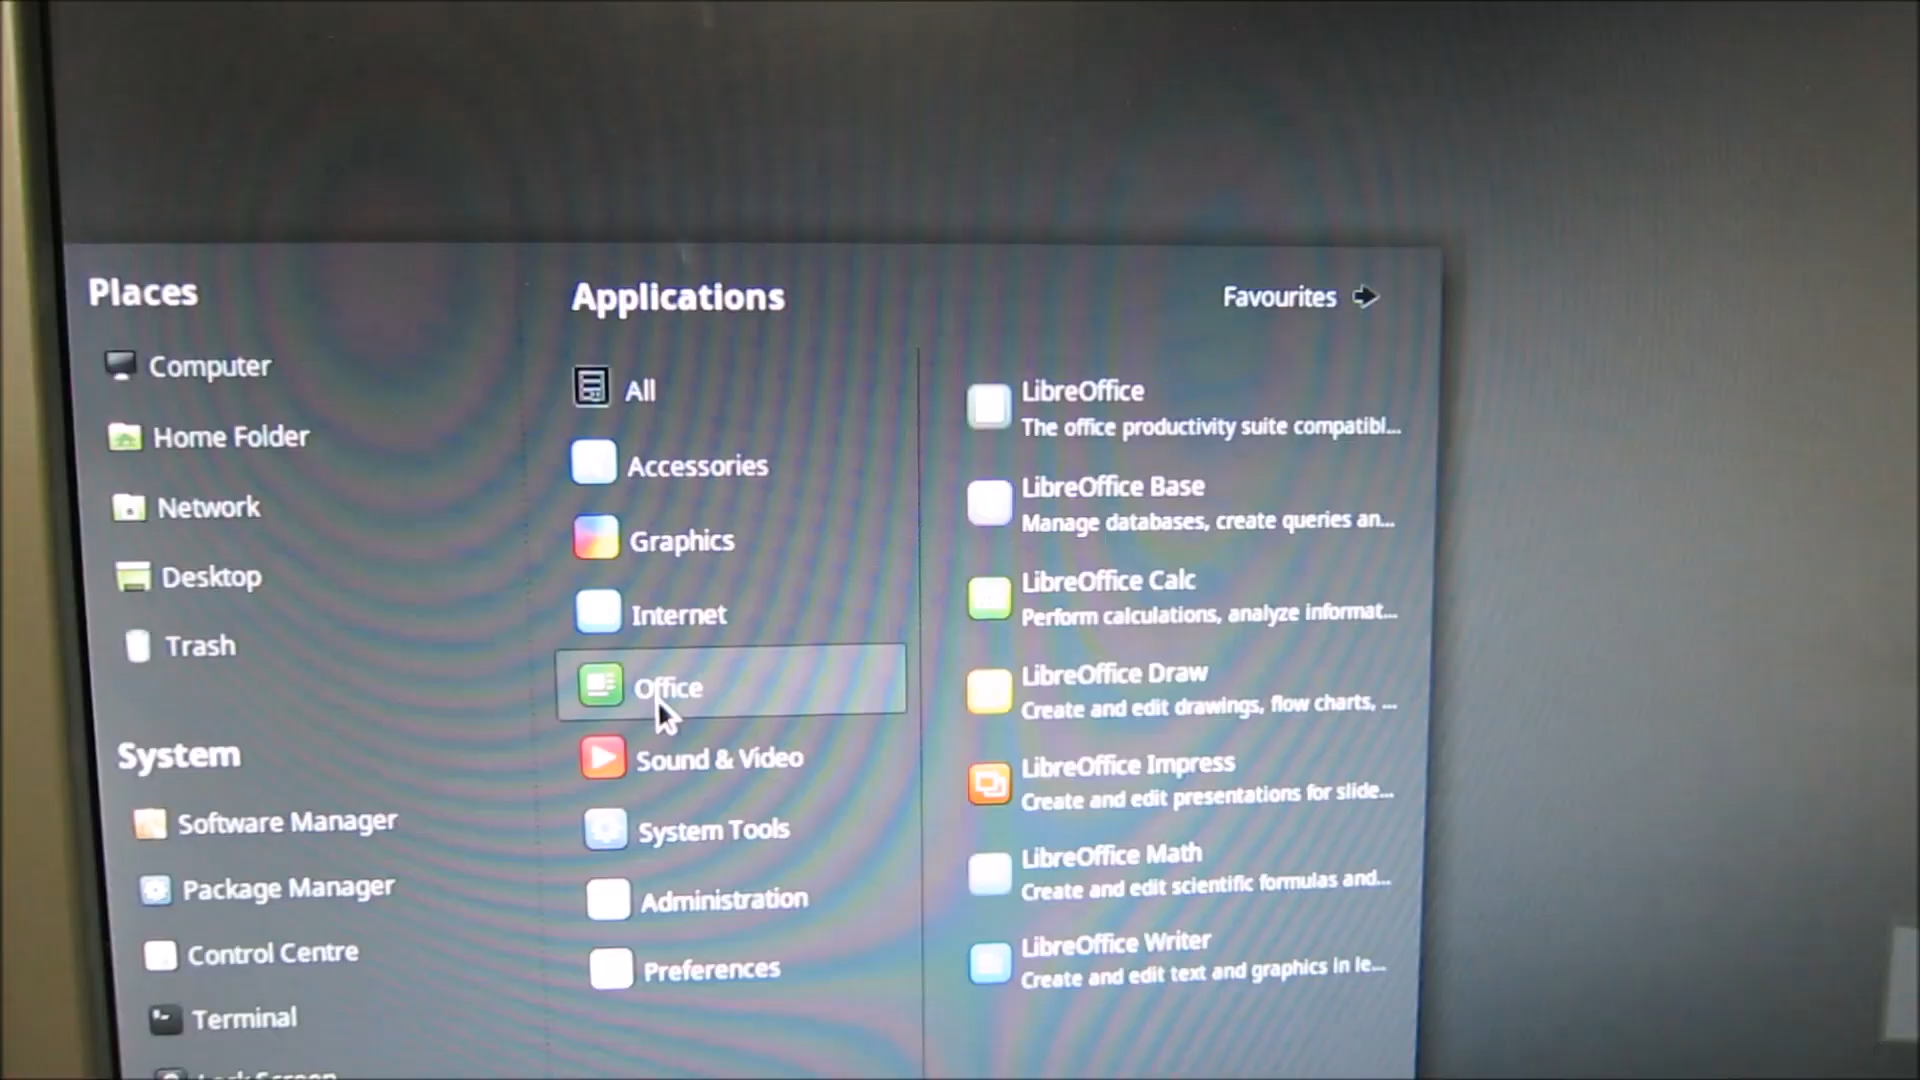 Places
Computer
Home Folder
Network
Desktop
Trash
System
Software Manager
Package Manager
Control Centre
Terminal
Lock Screen
Applications
All
Accessories
Graphics
Internet
Office
Sound & Video
System Tools
Administration
Preferences
Favourites
LibreOffice
The office productivity suite compatibl...
LibreOffice Base
Manage databases, create queries an...
LibreOffice Calc
Perform calculations, analyze informat...
LibreOffice Draw
Create and edit drawings, flow charts, ...
LibreOffice Impress
Create and edit presentations for slide...
LibreOffice Math
Create and edit scientific formulas and...
LibreOffice Writer
Create and edit text and graphics in le...